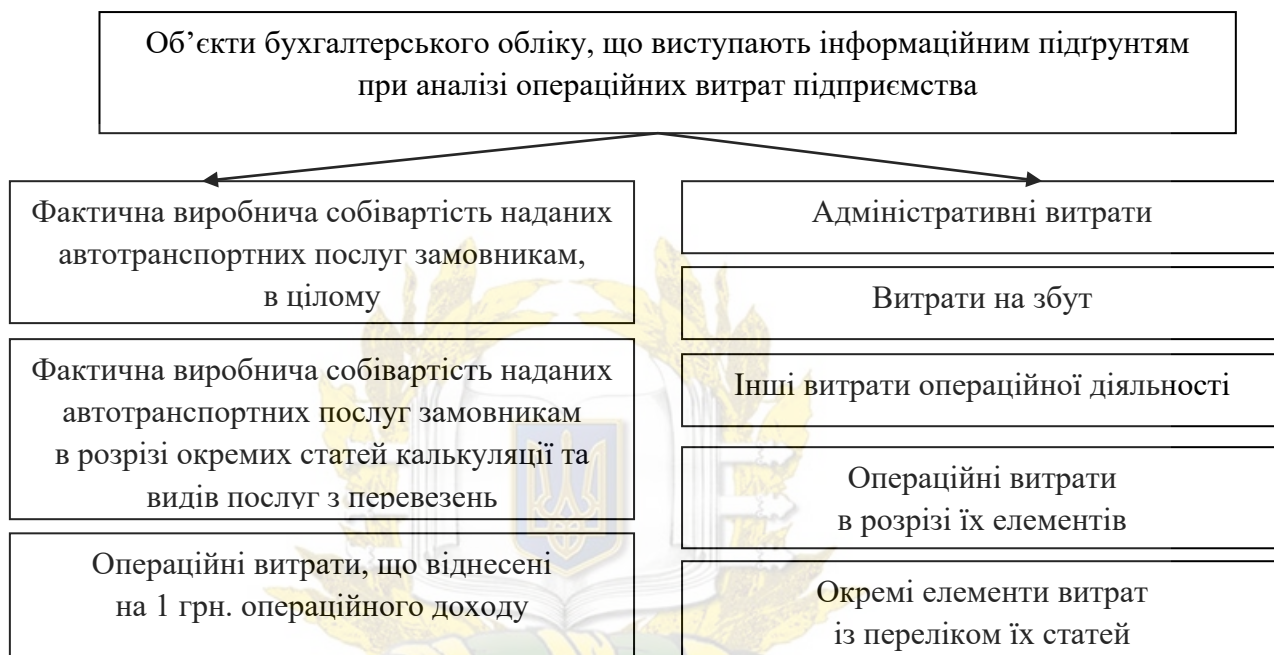 Об’єкти бухгалтерського обліку, що виступають інформаційним підґрунтям
при аналізі операційних витрат підприємства
Фактична виробнича собівартість наданих
автотранспортних послуг замовникам,
в цілому
Фактична виробнича собівартість наданих
автотранспортних послуг замовникам
в розрізі окремих статей калькуляції та
видів послуг з перевезень
Операційні витрати, що віднесені
на 1 грн. операційного доходу
Адміністративні витрати
Витрати на збут
Інші витрати операційної діяльності
Операційні витрати
в розрізі їх елементів
Окремі елементи витрат
із переліком їх статей